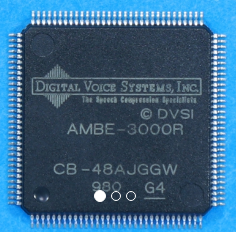 DIGITAL VOICE SYSTEMS, INC.
The Speech Compression Specialists
© DVSI
AMBE-3000R
CB-48AJGGW
980 G4